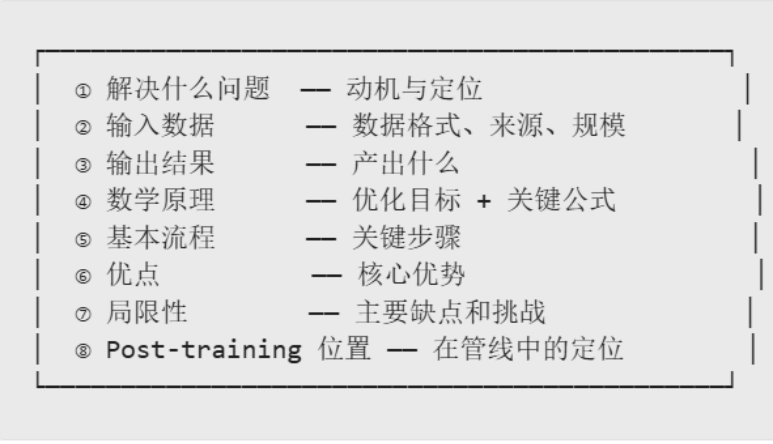 ① 解决什么问题 —— 动机与定位
② 输入数据 —— 数据格式、来源、规模
③ 输出结果 —— 产出什么
④ 数学原理 —— 优化目标 + 关键公式
⑤ 基本流程 —— 关键步骤
⑥ 优点 —— 核心优势
⑦ 局限性 —— 主要缺点和挑战
⑧ Post-training 位置 —— 在管线中的定位